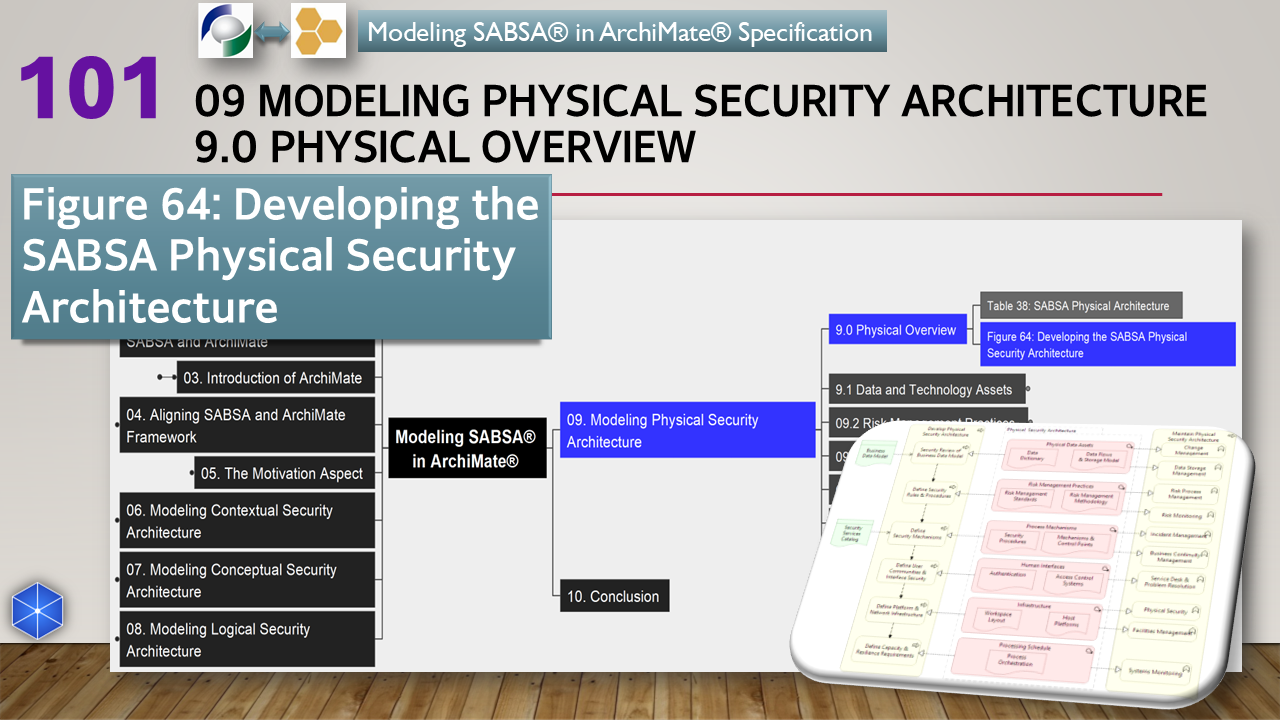 Modeling SABSA® in ArchiMate® Specification
101
09 MODELING PHYSICAL SECURITY ARCHITECTURE
9.0 PHYSICAL OVERVIEW
Figure 64: Developing the
SABSA Physical Security
Architecture
SABSA and ArchiMate
03. Introduction of ArchiMate
04. Aligning SABSA and ArchiMate
Framework
05. The Motivation Aspect
06. Modeling Contextual Security
Architecture
07. Modeling Conceptual Security
Architecture
08. Modeling Logical Security
Architecture
Modeling SABSA®
in ArchiMate®
09. Modeling Physical Security
Architecture
10. Conclusion
9.0 Physical Overview
Table 38: SABSA Physical Architecture
Figure 64: Developing the SABSA Physical
Security Architecture
9.1 Data and Technology Assets
09.2 Risk Management Practices
09
Develop Physical
Security Architecture
Business
Data Model
Security Review of
Business Data Model
Define Security
Rules & Procedures
Security
Services
Catalog
Define
Security Mechanisms
Define User
Communities &
Interface Security
Define Platform &
Network Infrastructure
Define Capacity &
Resilience Requirements
Physical Security Architecture
Physical Data Assets
Data
Dictionary
Data Flows
& Storage Model
Risk Management Practices
Risk Management
Standards
Risk Management
Methodology
Process Mechanisms
Security
Procedures
Mechanisms &
Control Points
Human Interfaces
Authentication
Access Control
Systems
Infrastructure
Workspace
Layout
Host
Platforms
Processing Schedule
Process
Orchestration
Maintain Physical
Security Architecture
Change
Management
Data Storage
Management
Risk Process
Management
Risk Monitoring
Incident Management
Business Continuity
Management
Service Desk &
Problem Resolution
Physical Security
Facilities Management
Systems Monitoring